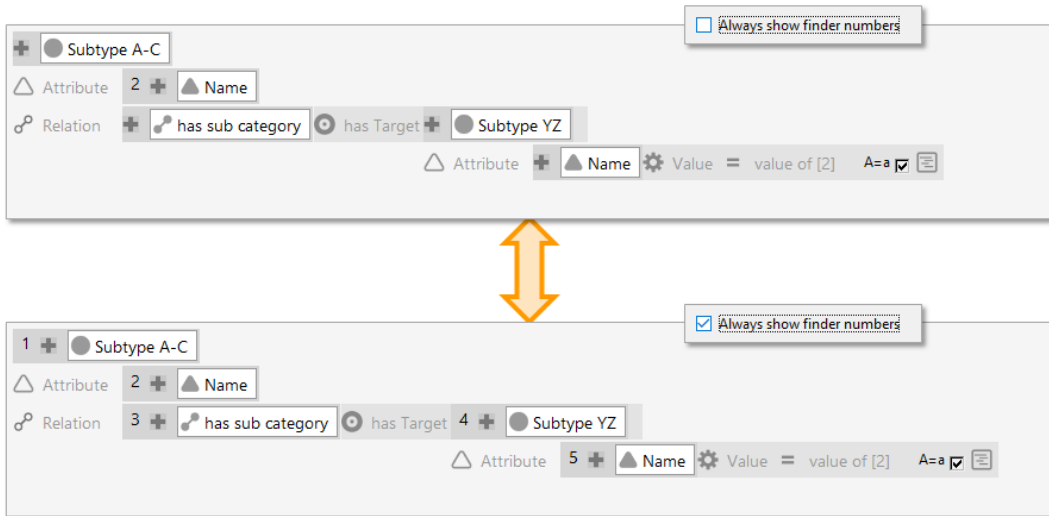 Always show finder numbers
Subtype A-C
Attribute 2 Name
Relation has sub category has Target Subtype YZ
Attribute Name Value = value of [2] A=a
Always show finder numbers
1 Subtype A-C
Attribute 2 Name
Relation 3 has sub category has Target 4 Subtype YZ
Attribute 5 Name Value = value of [2] A=a